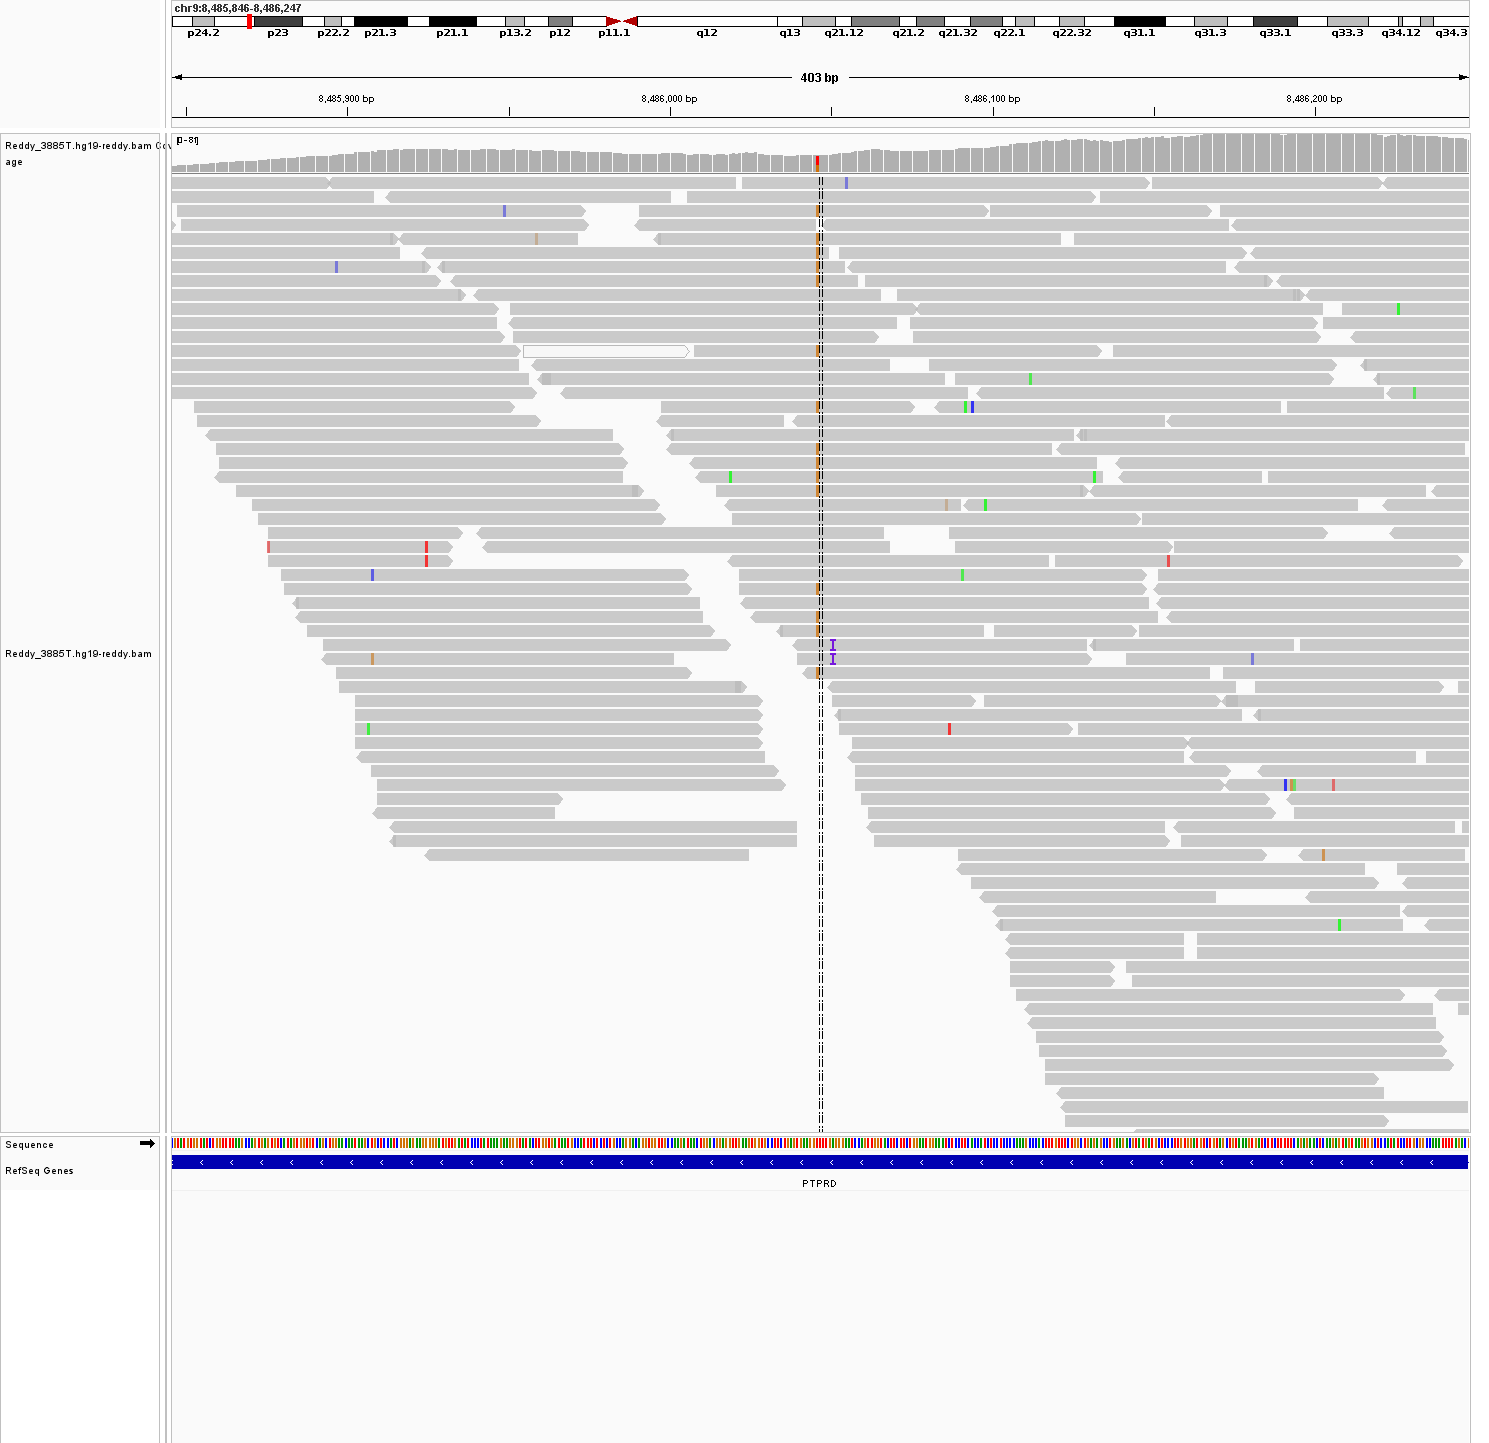 chr9:8,485,846-8,486,247
p24.2 p23 p22.2 p21.3 p21.1 p13.2 p12 p11.1 q12 q13 q21.12 q21.2 q21.32 q22.1 q22.32 q31.1 q31.3 q33.1 q33.3 q34.12 q34.3
403 bp
8,485,900 bp 8,486,000 bp 8,486,100 bp 8,486,200 bp
[0-81]
Reddy_3885T.hg19-reddy.bam Cov
age
Reddy_3885T.hg19-reddy.bam
Sequence
RefSeq Genes
PTPRD